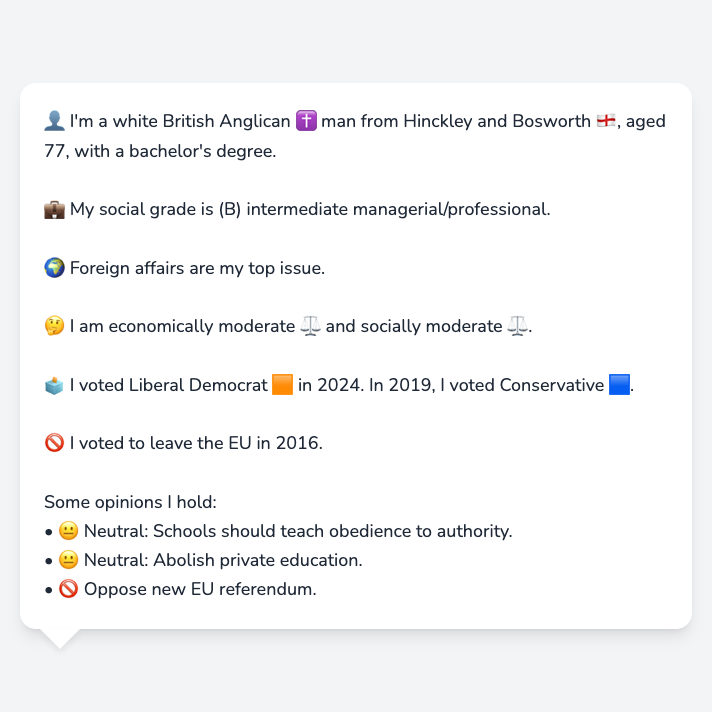 👤 I'm a white British Anglican ✝️ man from Hinckley and Bosworth 🏴󠁧󠁢󠁥󠁮󠁧󠁿, aged
77, with a bachelor's degree.
💼 My social grade is (B) intermediate managerial/professional.
🌍 Foreign affairs are my top issue.
🤔 I am economically moderate ⚖️ and socially moderate ⚖️.
🗳️ I voted Liberal Democrat 🟧 in 2024. In 2019, I voted Conservative 🟦.
🚫 I voted to leave the EU in 2016.
Some opinions I hold:
• 😐 Neutral: Schools should teach obedience to authority.
• 😐 Neutral: Abolish private education.
• 🚫 Oppose new EU referendum.